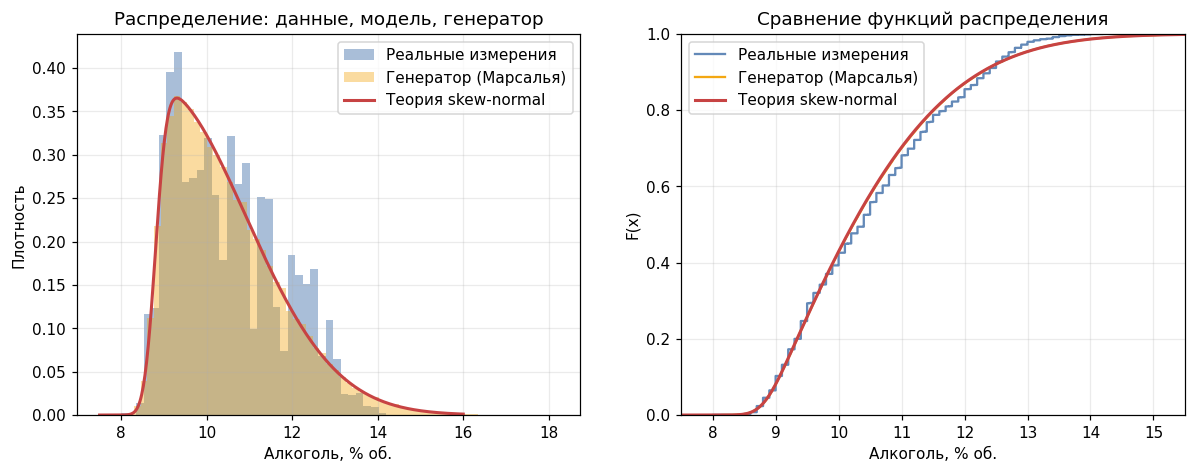 Распределение: данные, модель, генератор
Реальные измерения
Генератор (Марсалья)
Теория skew-normal
Плотность
0.40
0.35
0.30
0.25
0.20
0.15
0.10
0.05
0.00
8 10 12 14 16 18
Алкоголь, % об.
Сравнение функций распределения
Реальные измерения
Генератор (Марсалья)
Теория skew-normal
F(x)
1.0
0.8
0.6
0.4
0.2
0.0
8 9 10 11 12 13 14 15
Алкоголь, % об.